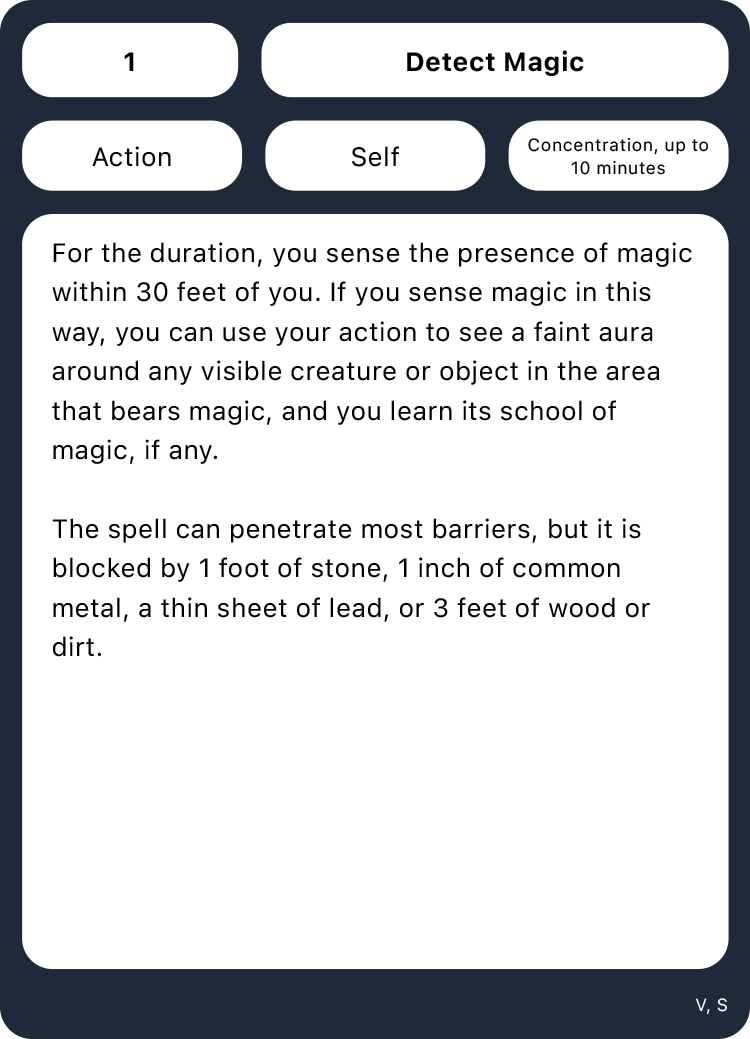 1
Detect Magic
Action
Self
Concentration, up to
10 minutes
For the duration, you sense the presence of magic
within 30 feet of you. If you sense magic in this
way, you can use your action to see a faint aura
around any visible creature or object in the area
that bears magic, and you learn its school of
magic, if any.
The spell can penetrate most barriers, but it is
blocked by 1 foot of stone, 1 inch of common
metal, a thin sheet of lead, or 3 feet of wood or
dirt.
V, S